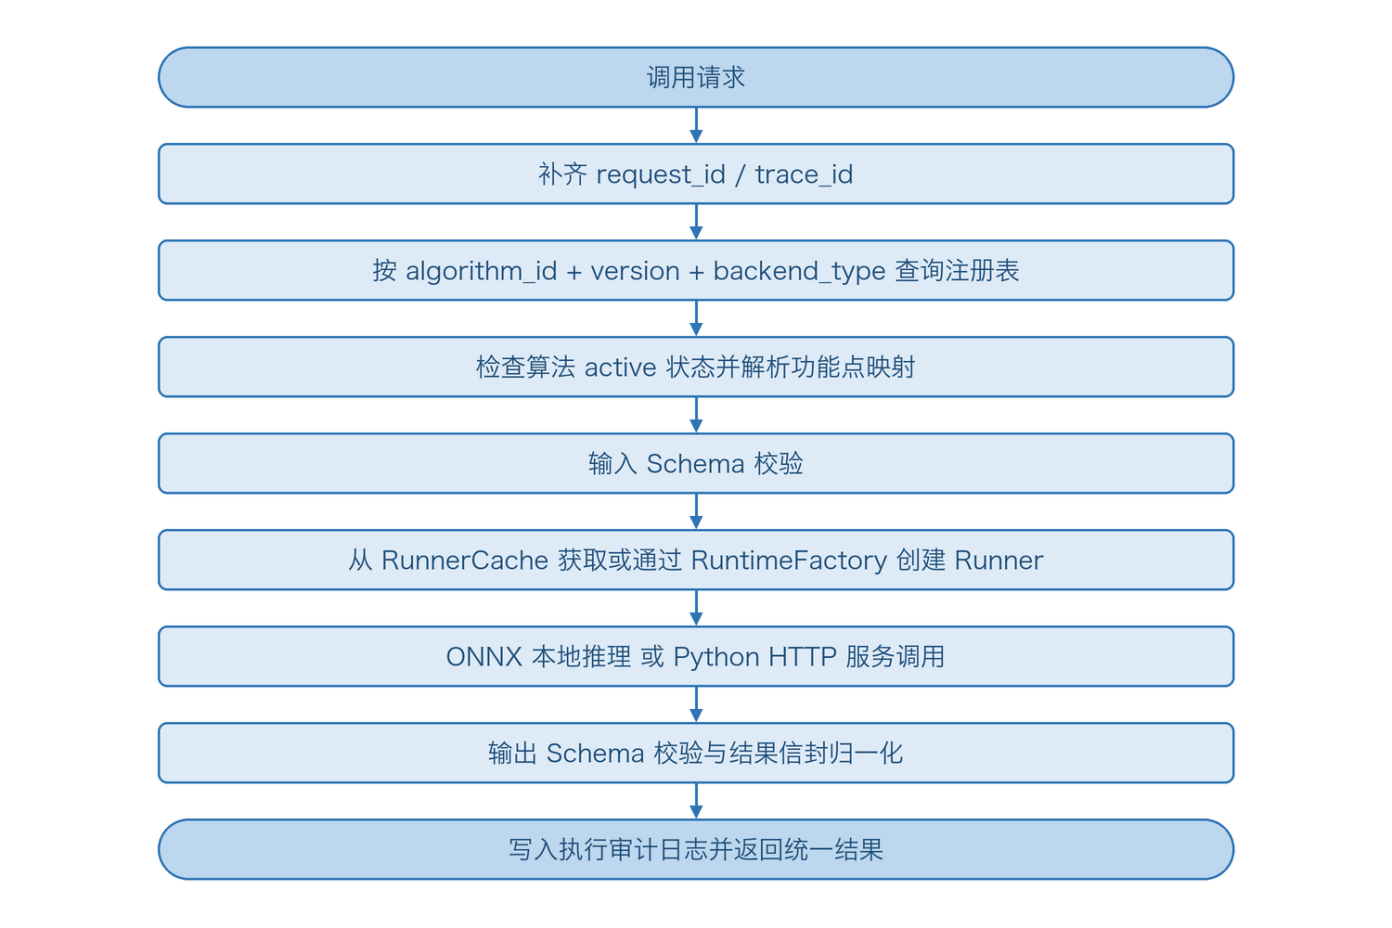 调用请求
补齐 request_id / trace_id
按 algorithm_id + version + backend_type 查询注册表
检查算法 active 状态并解析功能点映射
输入 Schema 校验
从 RunnerCache 获取或通过 RuntimeFactory 创建 Runner
ONNX 本地推理 或 Python HTTP 服务调用
输出 Schema 校验与结果信封归一化
写入执行审计日志并返回统一结果